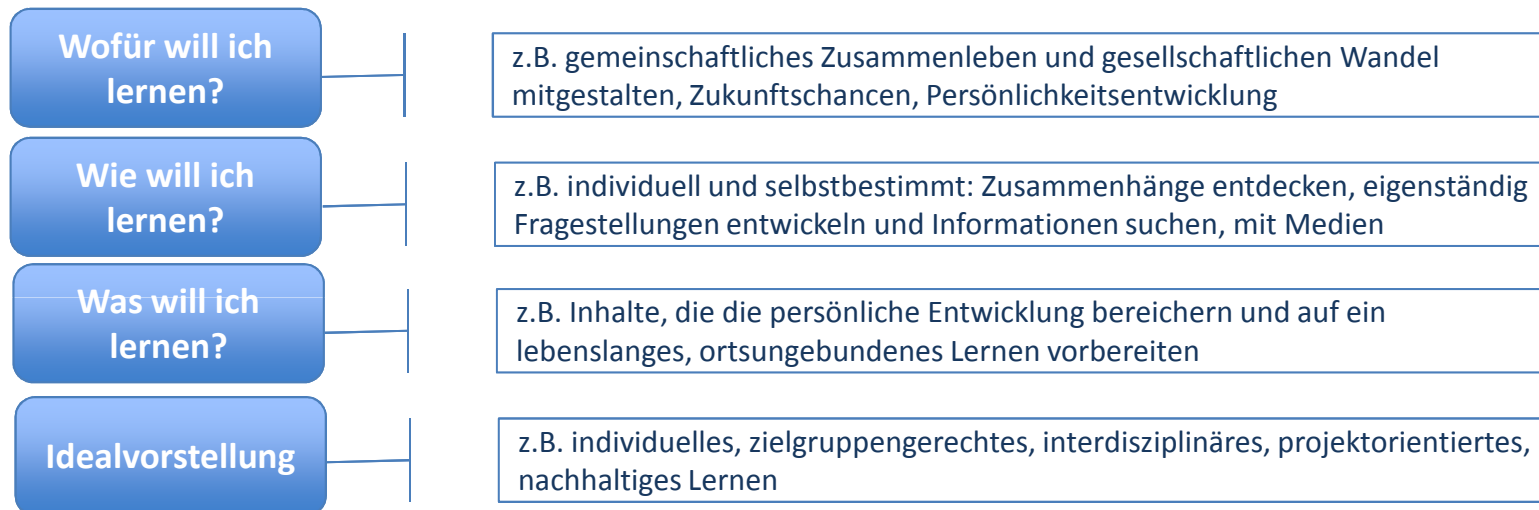 Wofür will ich
lernen?
z.B. gemeinschaftliches Zusammenleben und gesellschaftlichen Wandel
mitgestalten, Zukunftschancen, Persönlichkeitsentwicklung
Wie will ich
lernen?
z.B. individuell und selbstbestimmt: Zusammenhänge entdecken, eigenständig
Fragestellungen entwickeln und Informationen suchen, mit Medien
Was will ich
lernen?
z.B. Inhalte, die die persönliche Entwicklung bereichern und auf ein
lebenslanges, ortsungebundenes Lernen vorbereiten
Idealvorstellung
z.B. individuelles, zielgruppengerechtes, interdisziplinäres, projektorientiertes,
nachhaltiges Lernen